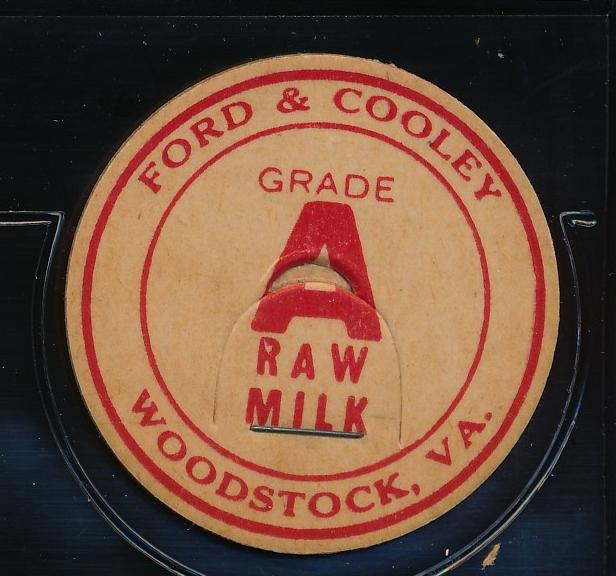 FORD & COOLEY
GRADE
A
RAW
MILK
WOODSTOCK, VA.